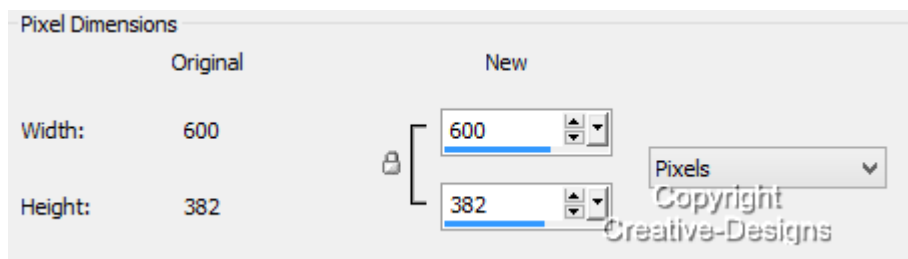 Pixel Dimensions
Original New
Width: 600 600
Pixels
Height: 382 382
Copyright
Creative-Designs